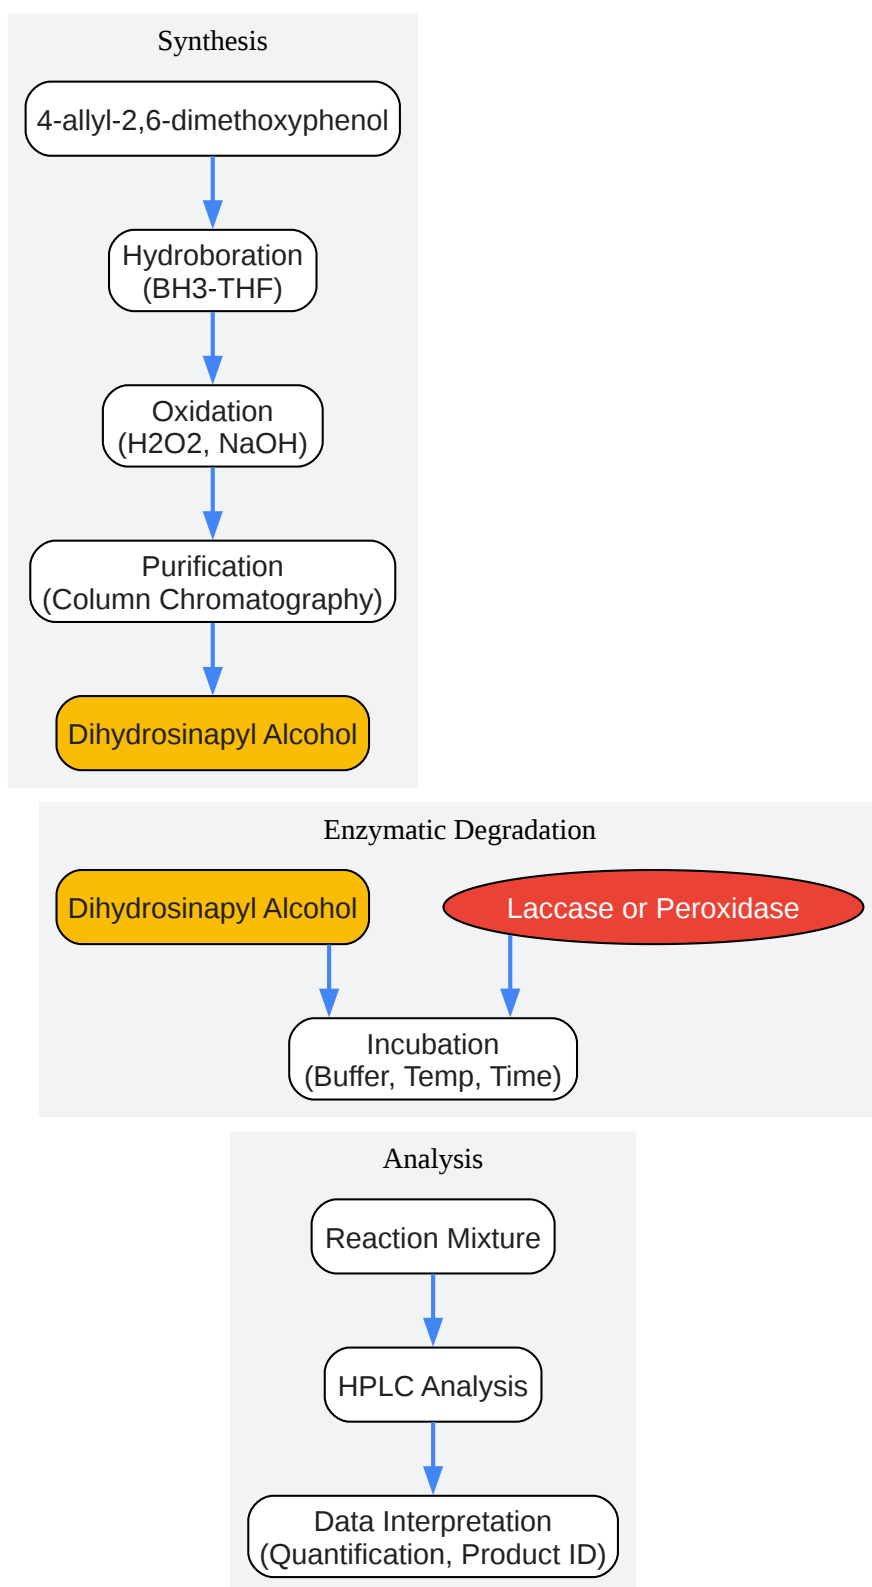 Synthesis
4-allyl-2,6-dimethoxyphenol
Hydroboration
(BH3-THF)
Oxidation
(H2O2, NaOH)
Purification
(Column Chromatography)
Dihydrosinapyl Alcohol
Enzymatic Degradation
Dihydrosinapyl Alcohol
Laccase or Peroxidase
Incubation
(Buffer, Temp, Time)
Analysis
Reaction Mixture
HPLC Analysis
Data Interpretation
(Quantification, Product ID)